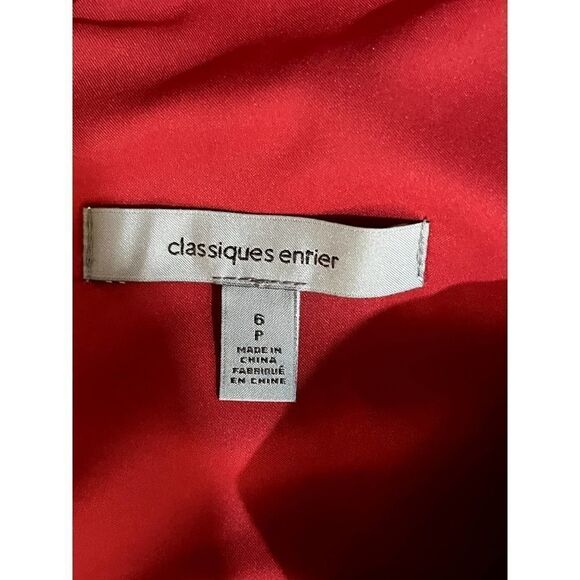 classiques entier
6
P
MADE IN
CHINA
FABRIQUÉ
EN CHINE